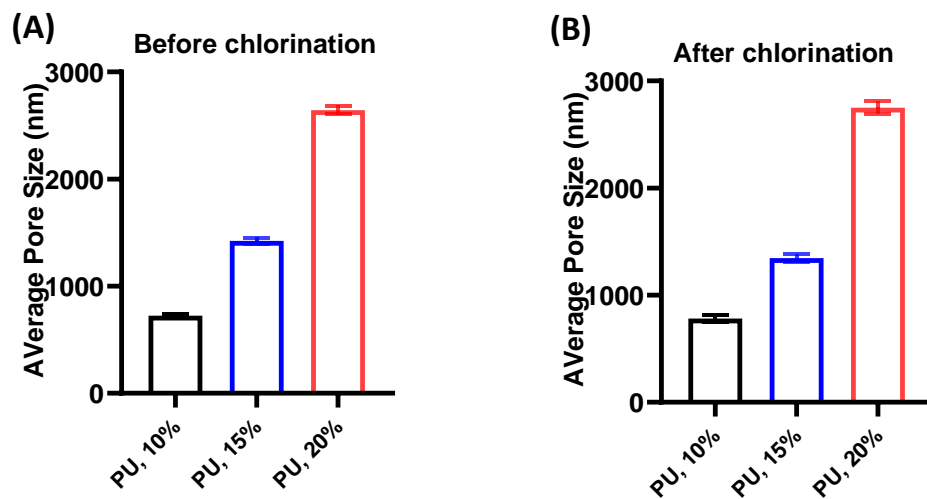 (A)
Before chlorination
AVerage Pore Size (nm)
3000
2000
1000
0
PU, 10%
PU, 15%
PU, 20%
(B)
After chlorination
AVerage Pore Size (nm)
3000
2000
1000
0
PU, 10%
PU, 15%
PU, 20%